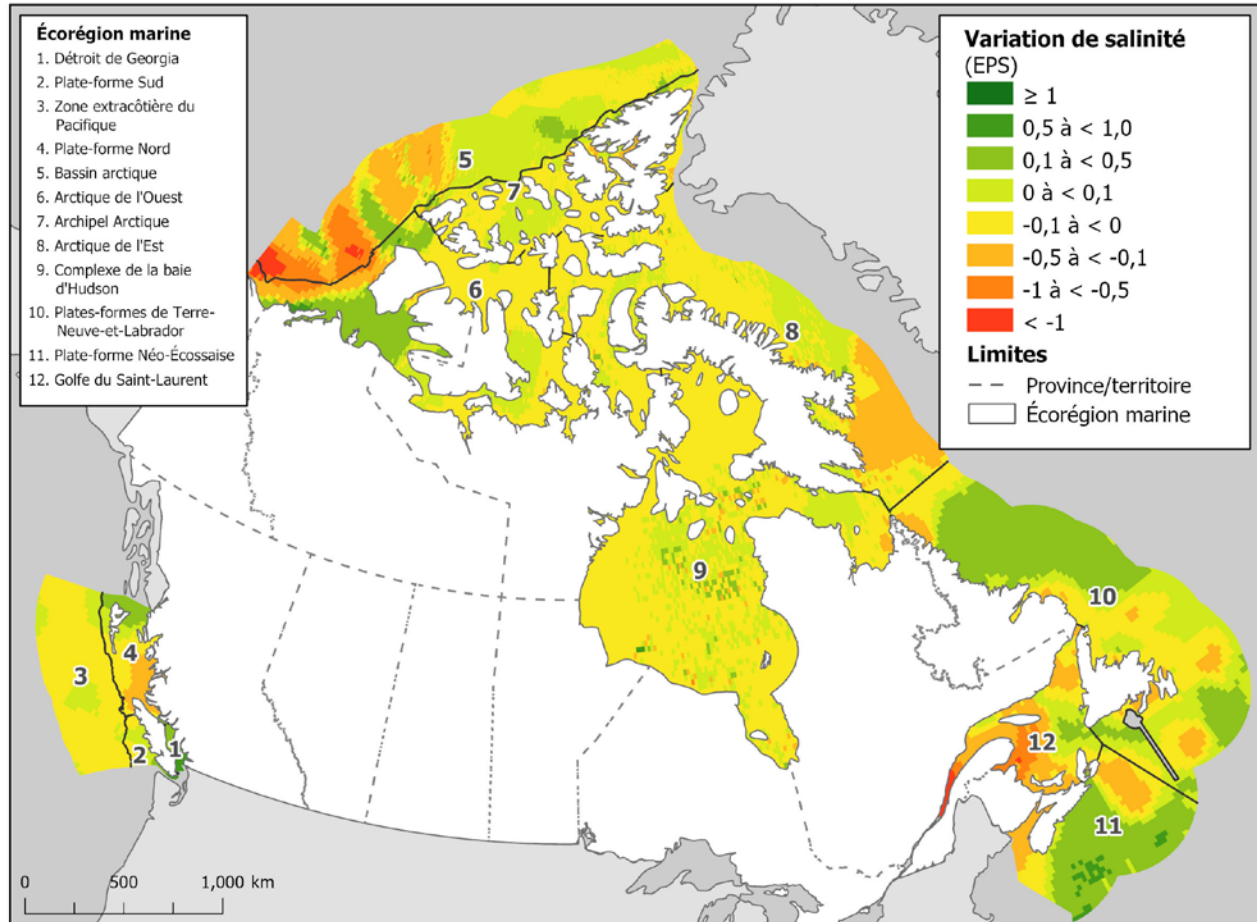 Écorégion marine
1. Détroit de Georgia
2. Plate-forme Sud
3. Zone extracôtière du
Pacifique
4. Plate-forme Nord
5. Bassin arctique
6. Arctique de l'Ouest
7. Archipel Arctique
8. Arctique de l'Est
9. Complexe de la baie
d'Hudson
10. Plates-formes de Terre-
Neuve-et-Labrador
11. Plate-forme Néo-Écossaise
12. Golfe du Saint-Laurent
Variation de salinité
(EPS)
≥ 1
0,5 à < 1,0
0,1 à < 0,5
0 à < 0,1
-0,1 à < 0
-0,5 à < -0,1
-1 à < -0,5
< -1
Limites
Province/territoire
Écorégion marine
5
7
6
8
9
10
4
3
2
1
12
11
0 500 1,000 km